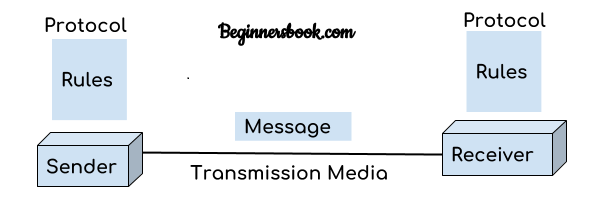 Protocol
Beginnersbook.com
Protocol
Rules
Rules
Message
Sender
Transmission Media
Receiver